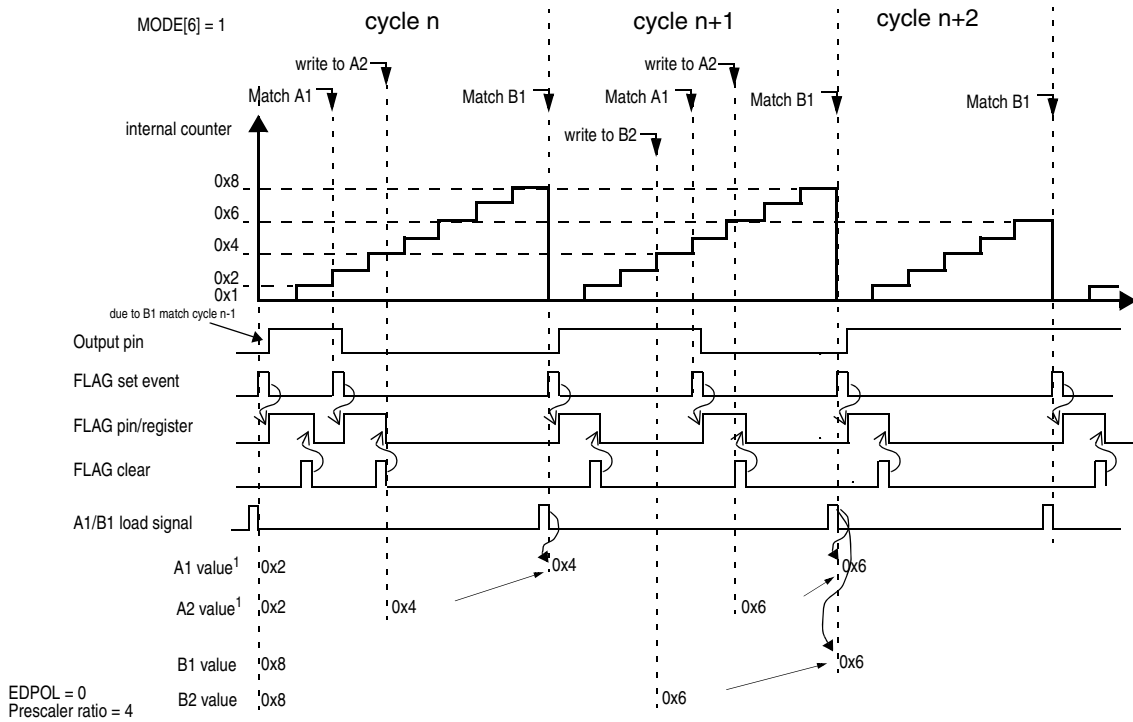 MODE[6] = 1
cycle n
cycle n+1
cycle n+2
write to A2
write to A2
Match A1
Match B1
Match A1
Match B1
Match B1
internal counter
write to B2
0x8
0x6
0x4
0x2
0x1
due to B1 match cycle n-1
Output pin
FLAG set event
FLAG pin/register
FLAG clear
A1/B1 load signal
A1 value1 0x2 0x4 0x6
A2 value1 0x2 0x4 0x6
B1 value 0x8 0x6
B2 value 0x8 0x6
EDPOL = 0
Prescaler ratio = 4